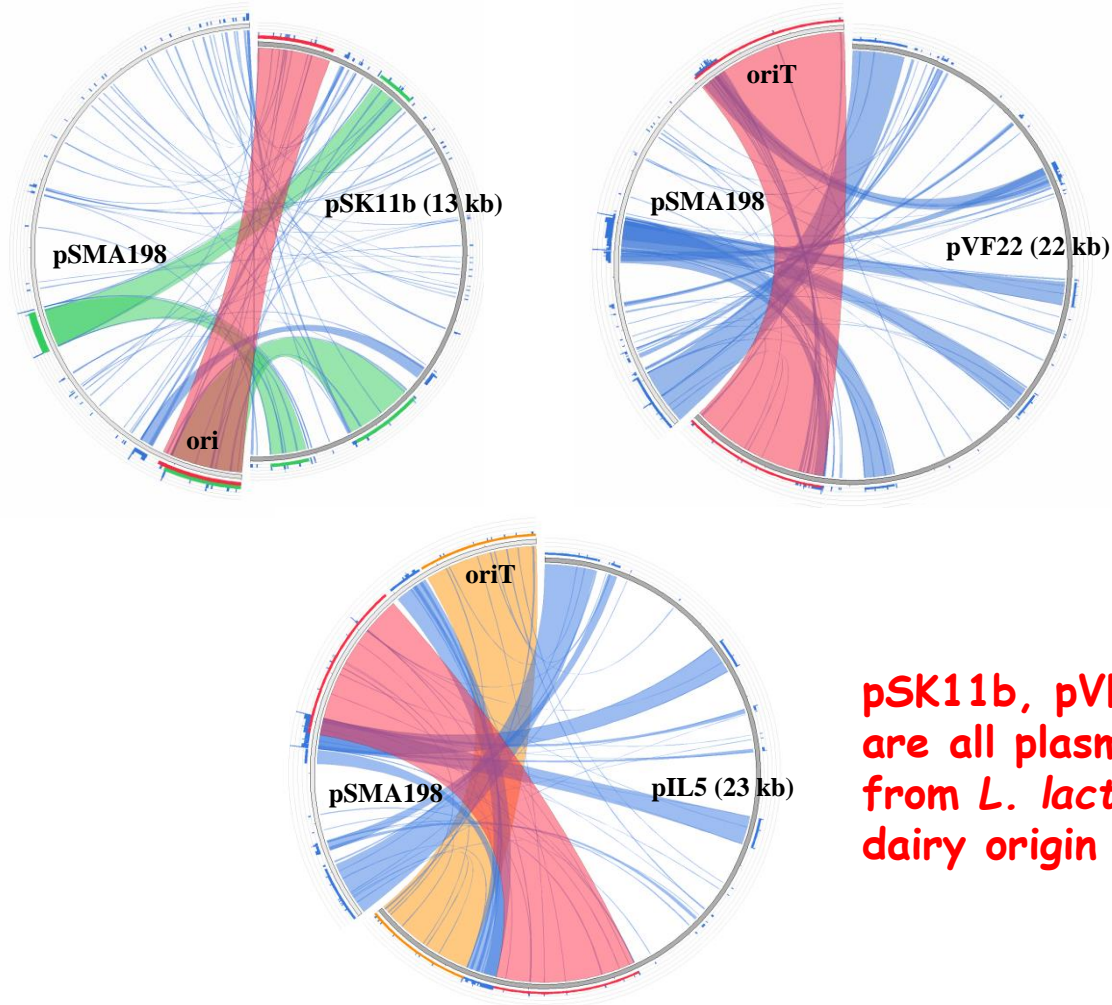 pSK11b (13 kb)
pSMA198
ori
oriT
pSMA198
pVF22 (22 kb)
oriT
pSMA198
pIL5 (23 kb)
are all plasm
from L. lact
dairy origin
pSK11b,